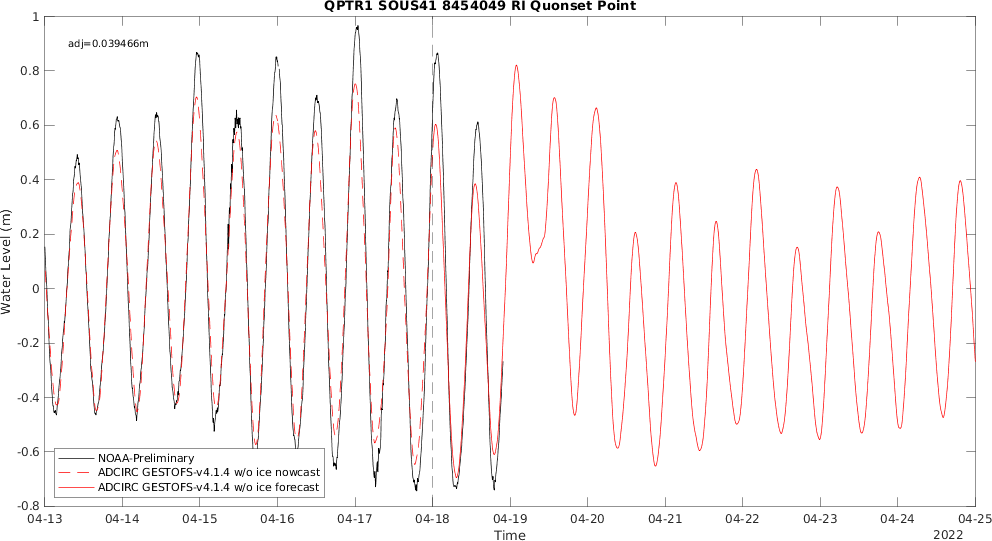 QPTR1 SOUS41 8454049 RI Quonset Point
adj=0.039466m
1
0.8
0.6
0.4
0.2
0
-0.2
-0.4
-0.6
-0.8
Water Level (m)
NOAA-Preliminary
ADCIRC GESTOFS-v4.1.4 w/o ice nowcast
ADCIRC GESTOFS-v4.1.4 w/o ice forecast
04-13 04-14 04-15 04-16 04-17 04-18 04-19 04-20 04-21 04-22 04-23 04-24 04-25
Time
2022